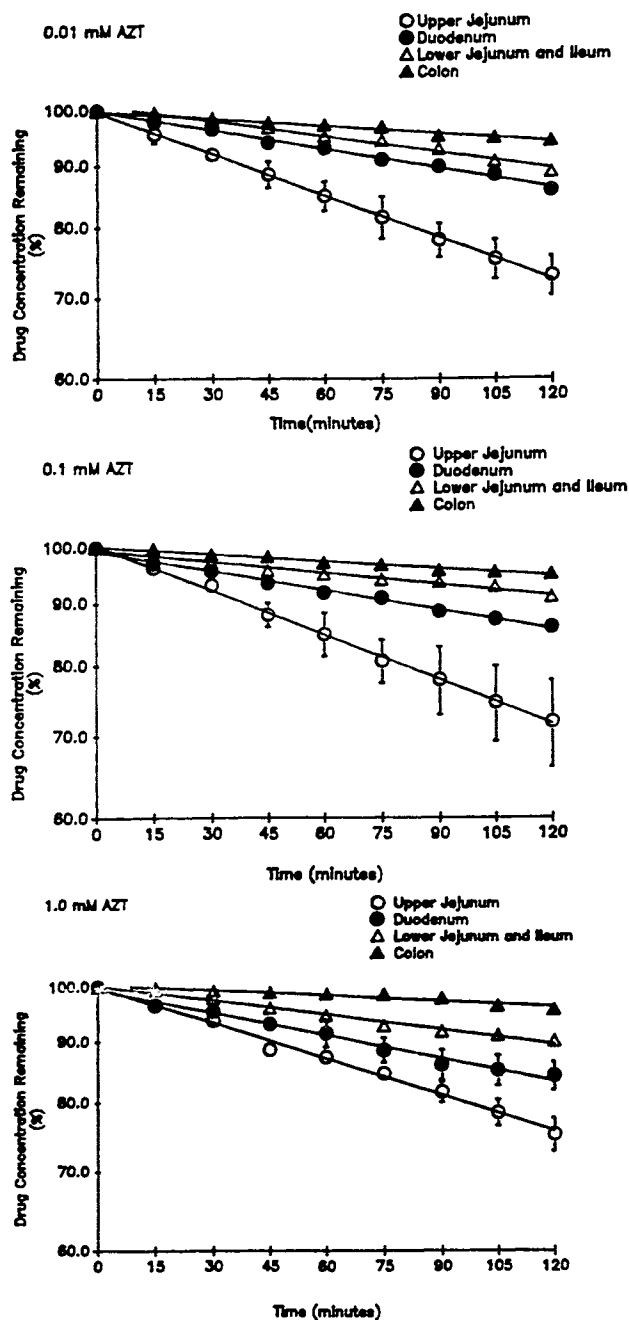 0.01 mM AZT
○ Upper Jejunum
● Duodenum
△ Lower Jejunum and Ileum
▲ Colon
Drug Concentration Remaining
(%)
100.0
90.0
80.0
70.0
60.0
0 15 30 45 60 75 90 105 120
Time(minutes)
0.1 mM AZT
○ Upper Jejunum
● Duodenum
△ Lower Jejunum and Ileum
▲ Colon
Drug Concentration Remaining
(%)
100.0
90.0
80.0
70.0
60.0
0 15 30 45 60 75 90 105 120
Time (minutes)
1.0 mM AZT
○ Upper Jejunum
● Duodenum
△ Lower Jejunum and Ileum
▲ Colon
Drug Concentration Remaining
(%)
100.0
90.0
80.0
70.0
60.0
0 15 30 45 60 75 90 105 120
Time (minutes)